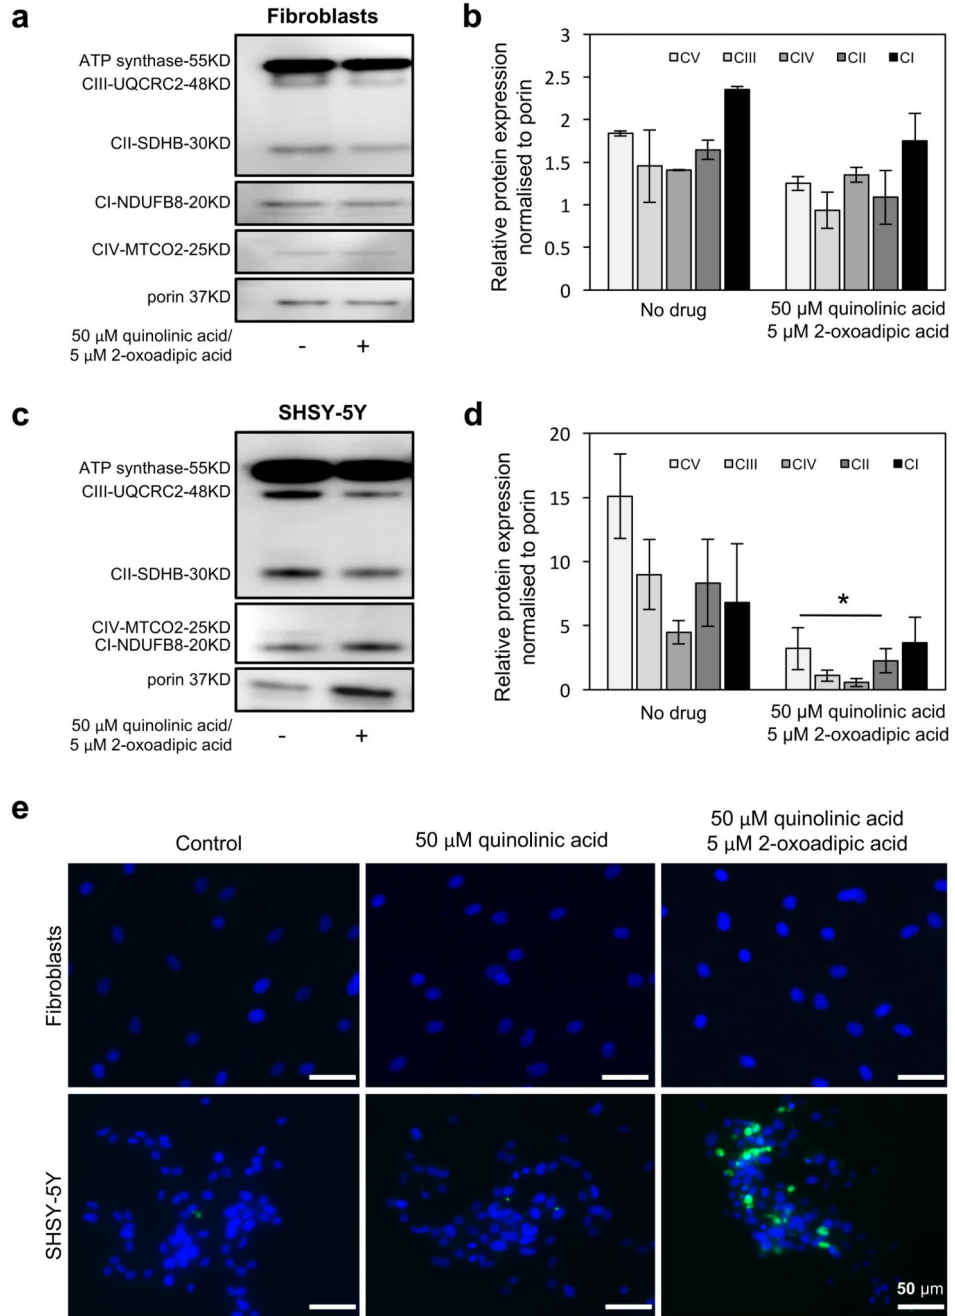 a
Fibroblasts
ATP synthase-55KD
CIII-UQCRC2-48KD
CII-SDHB-30KD
CI-NDUFB8-20KD
CIV-MTCO2-25KD
porin 37KD
50 µM quinolinic acid/
5 µM 2-oxoadipic acid
- +
b
Relative protein expression
normalised to porin
3
2.5
2
1.5
1
0.5
0
CV CIII CIV CII CI
No drug
50 µM quinolinic acid
5 µM 2-oxoadipic acid
c
SHSY-5Y
ATP synthase-55KD
CIII-UQCRC2-48KD
CII-SDHB-30KD
CIV-MTCO2-25KD
CI-NDUFB8-20KD
porin 37KD
50 µM quinolinic acid/
5 µM 2-oxoadipic acid
- +
d
Relative protein expression
normalised to porin
20
15
10
5
0
CV CIII CIV CII CI
*
No drug
50 µM quinolinic acid
5 µM 2-oxoadipic acid
e
Control
50 µM quinolinic acid
50 µM quinolinic acid
5 µM 2-oxoadipic acid
Fibroblasts
SHSY-5Y
50 µm